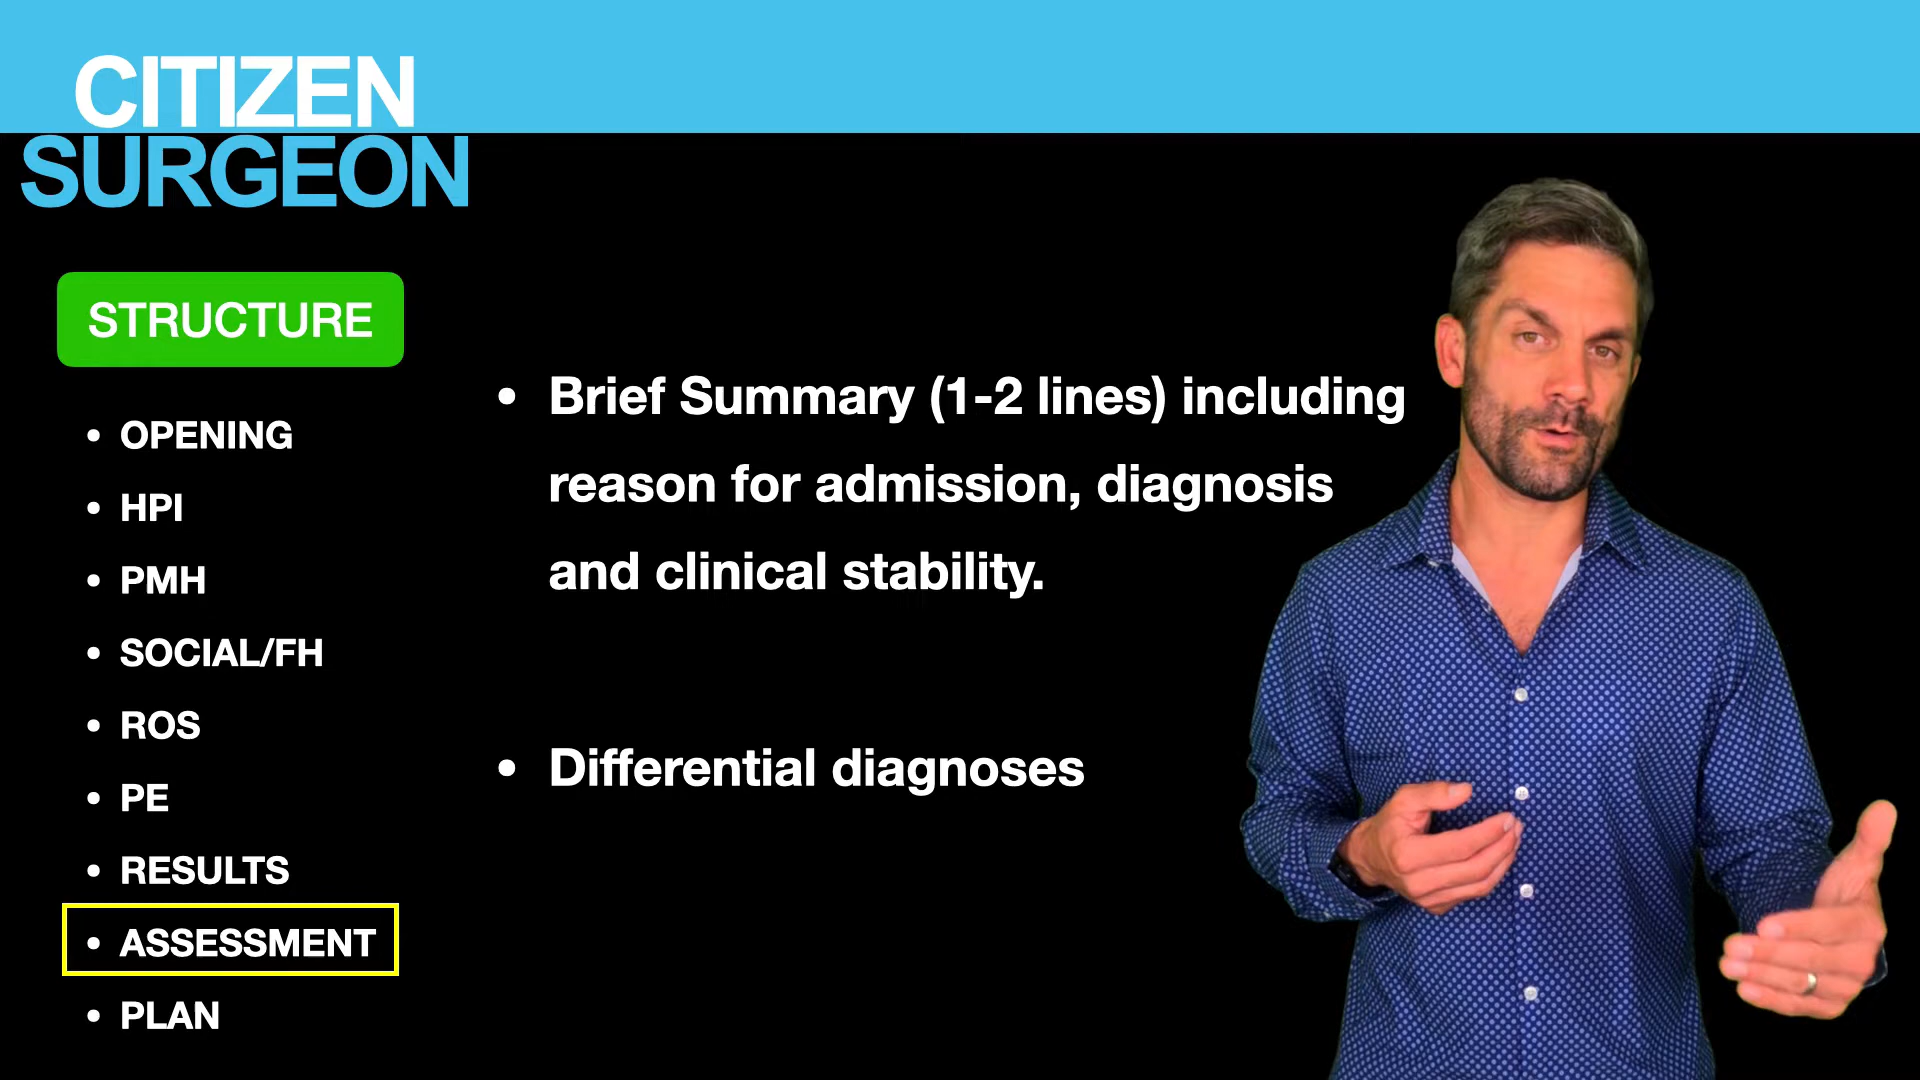 CITIZEN
SURGEON
STRUCTURE
• OPENING
• HPI
• PMH
• SOCIAL/FH
• ROS
• PE
• RESULTS
• ASSESSMENT
• PLAN
• Brief Summary (1-2 lines) including
reason for admission, diagnosis
and clinical stability.
• Differential diagnoses